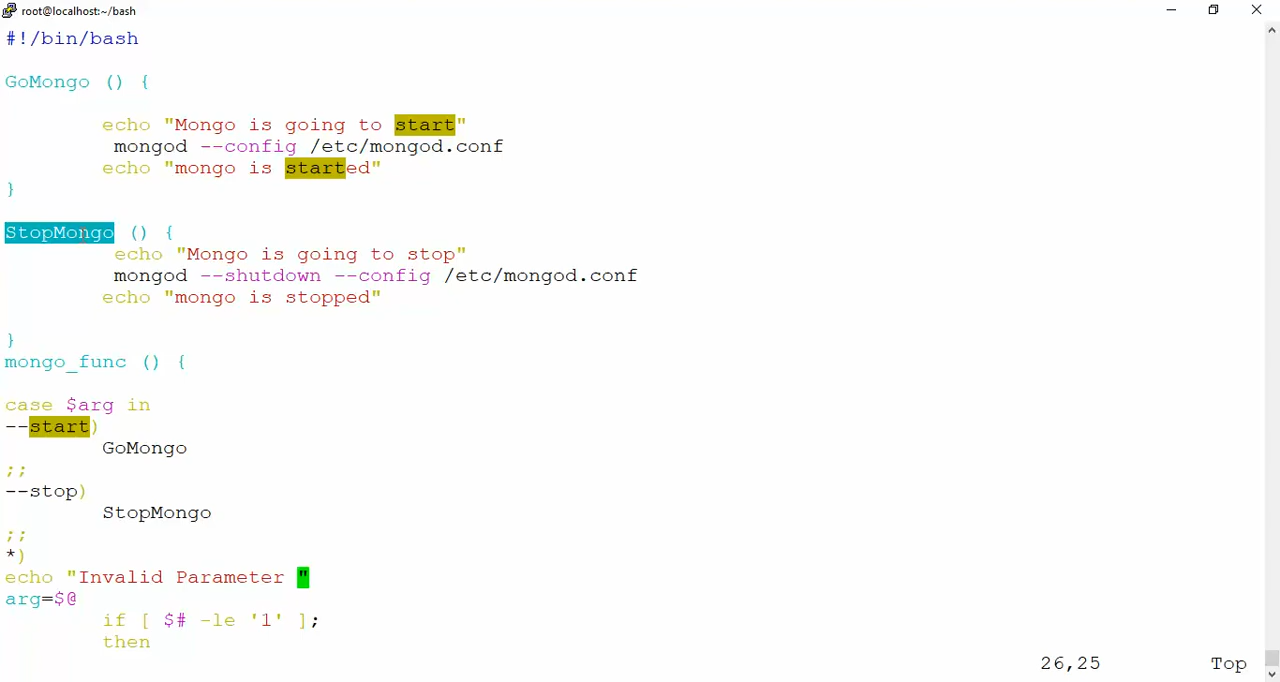 root@localhost:~/bash
#!/bin/bash
GoMongo () {
echo "Mongo is going to start"
mongod --config /etc/mongod.conf
echo "mongo is started"
}
StopMongo () {
echo "Mongo is going to stop"
mongod --shutdown --config /etc/mongod.conf
echo "mongo is stopped"
}
mongo_func () {
case $arg in
--start)
GoMongo
;;
--stop)
StopMongo
;;
*)
echo "Invalid Parameter "
arg=$@
if [ $# -le '1' ];
then
26,25 Top